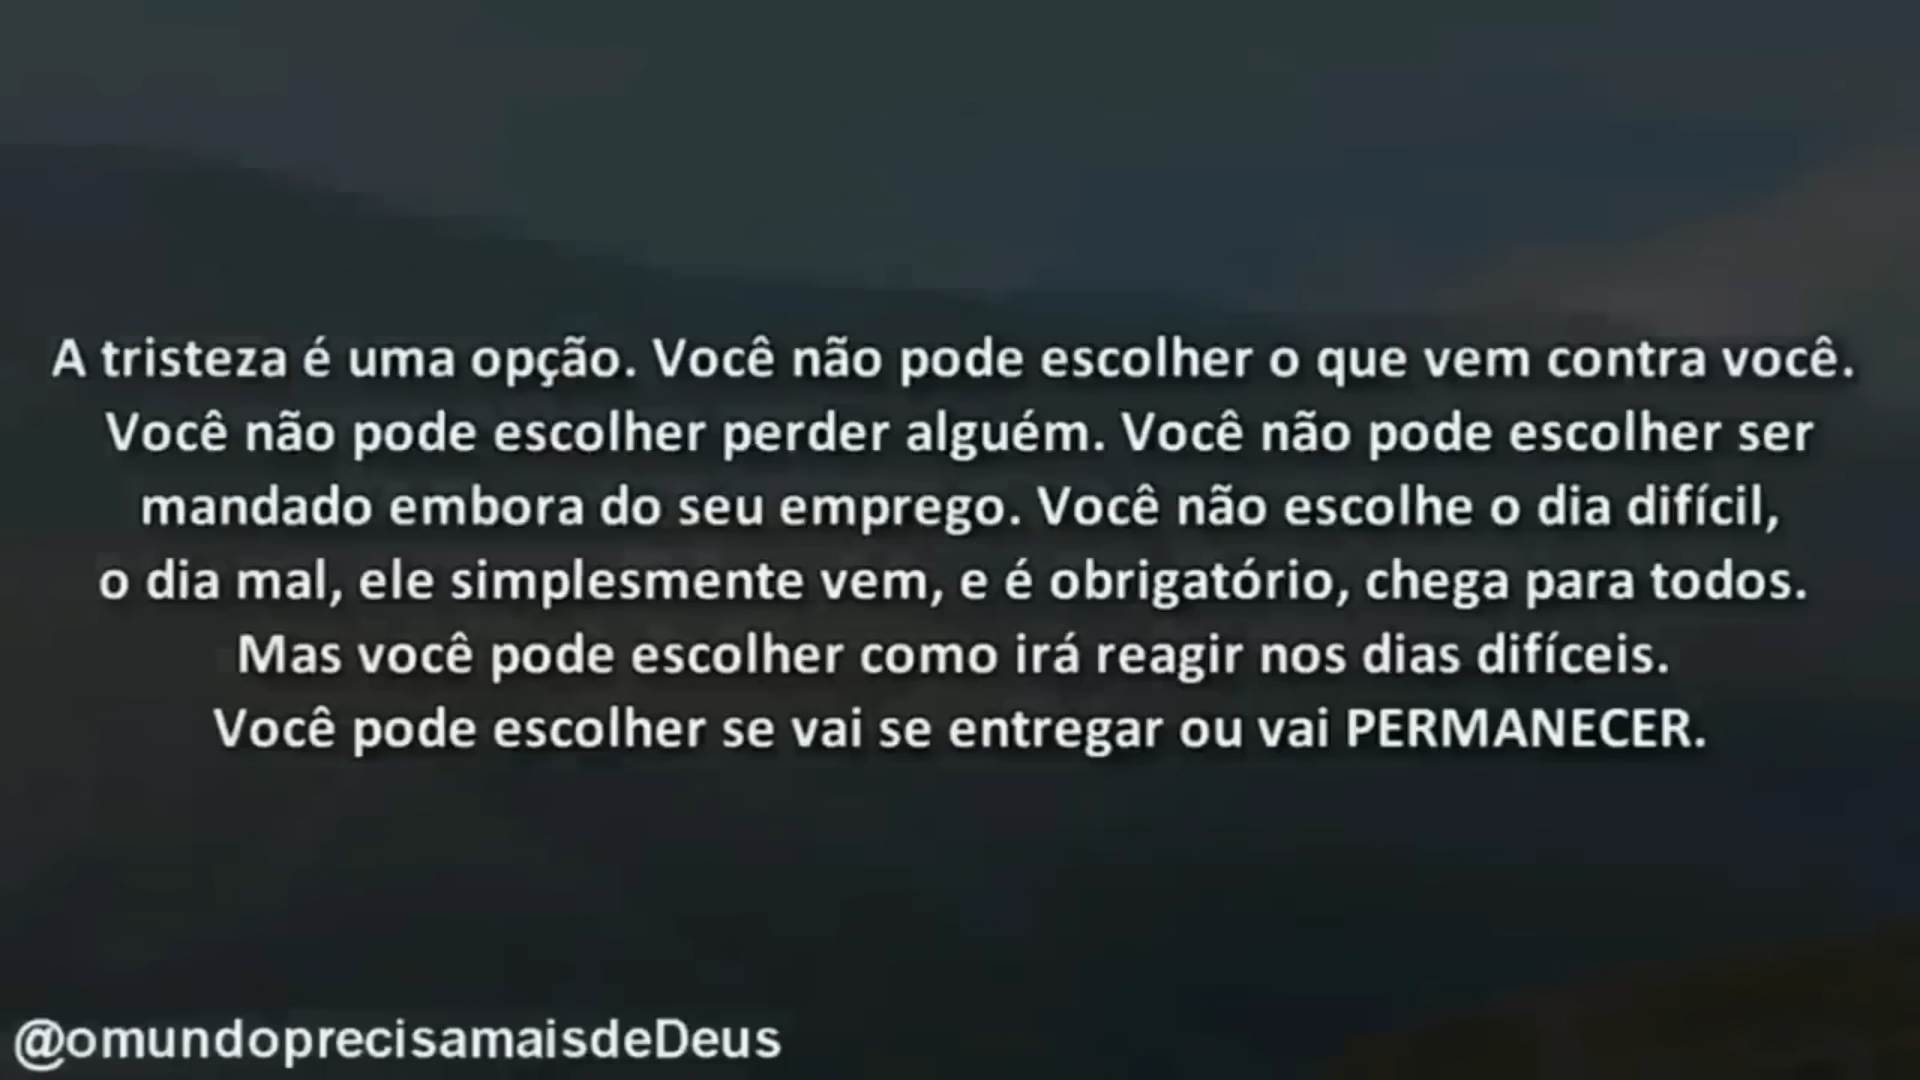 A tristeza é uma opção. Você não pode escolher o que vem contra você.
Você não pode escolher perder alguém. Você não pode escolher ser
mandado embora do seu emprego. Você não escolhe o dia difícil,
o dia mal, ele simplesmente vem, e é obrigatório, chega para todos.
Mas você pode escolher como irá reagir nos dias difíceis.
Você pode escolher se vai se entregar ou vai PERMANECER.
@omundoprecisamaisdeDeus